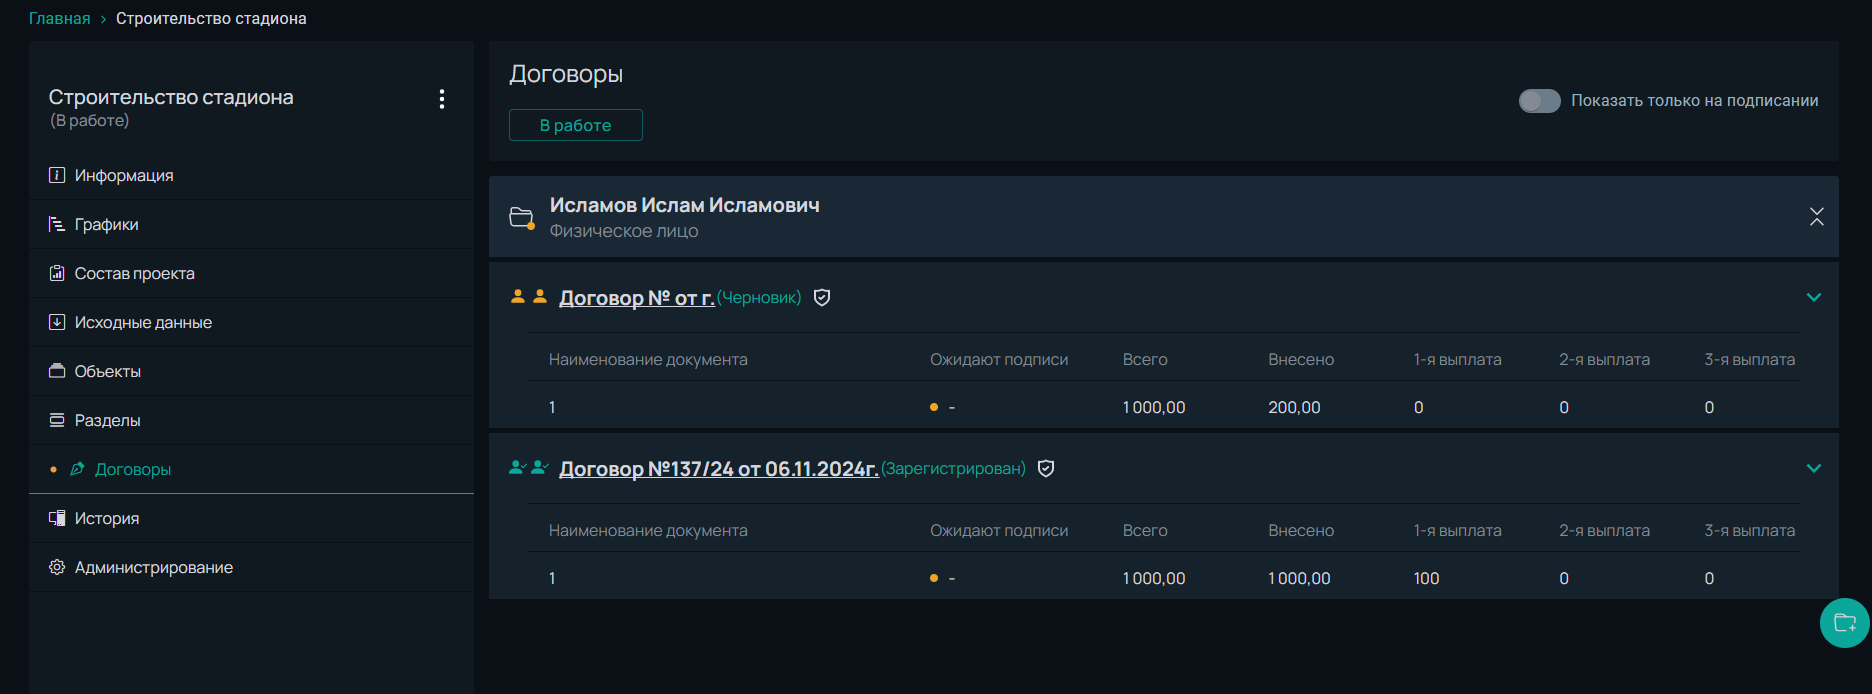 Главная › Строительство стадиона
Строительство стадиона
(В работе)
Информация
Графики
Состав проекта
Исходные данные
Объекты
Разделы
Договоры
История
Администрирование
Договоры
В работе
Показать только на подписании
Исламов Ислам Исламович
Физическое лицо
Договор № от г.(Черновик)
Наименование документа Ожидают подписи Всего Внесено 1-я выплата 2-я выплата 3-я выплата
1 - 1 000,00 200,00 0 0 0
Договор №137/24 от 06.11.2024г.(Зарегистрирован)
Наименование документа Ожидают подписи Всего Внесено 1-я выплата 2-я выплата 3-я выплата
1 - 1 000,00 1 000,00 100 0 0